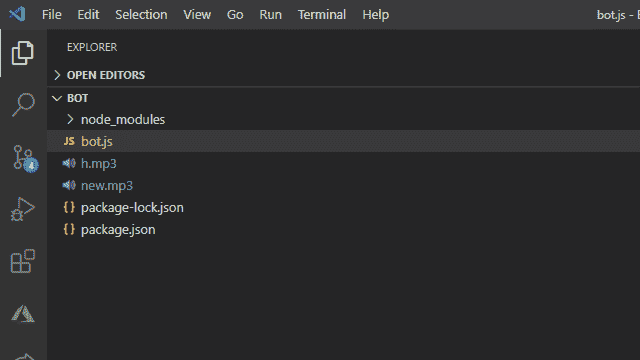 File Edit Selection View Go Run Terminal Help bot.js -
EXPLORER
OPEN EDITORS
BOT
node_modules
JS bot.js
h.mp3
new.mp3
{} package-lock.json
{} package.json
4